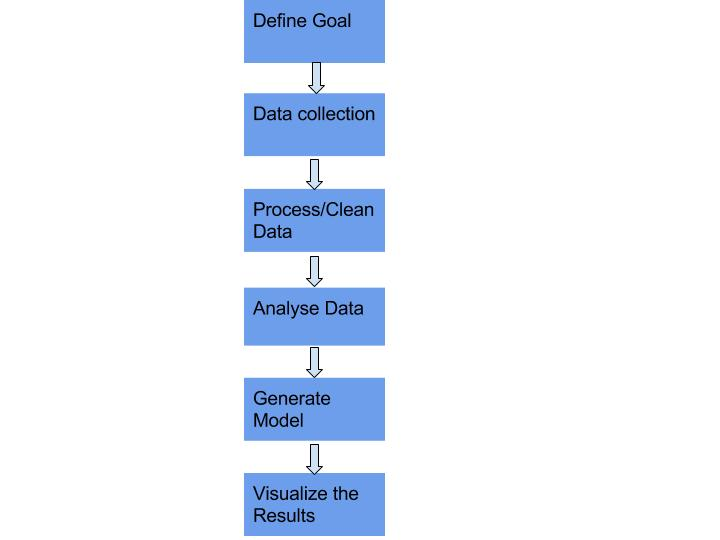 Define Goal
Data collection
Process/Clean
Data
Analyse Data
Generate
Model
Visualize the
Results